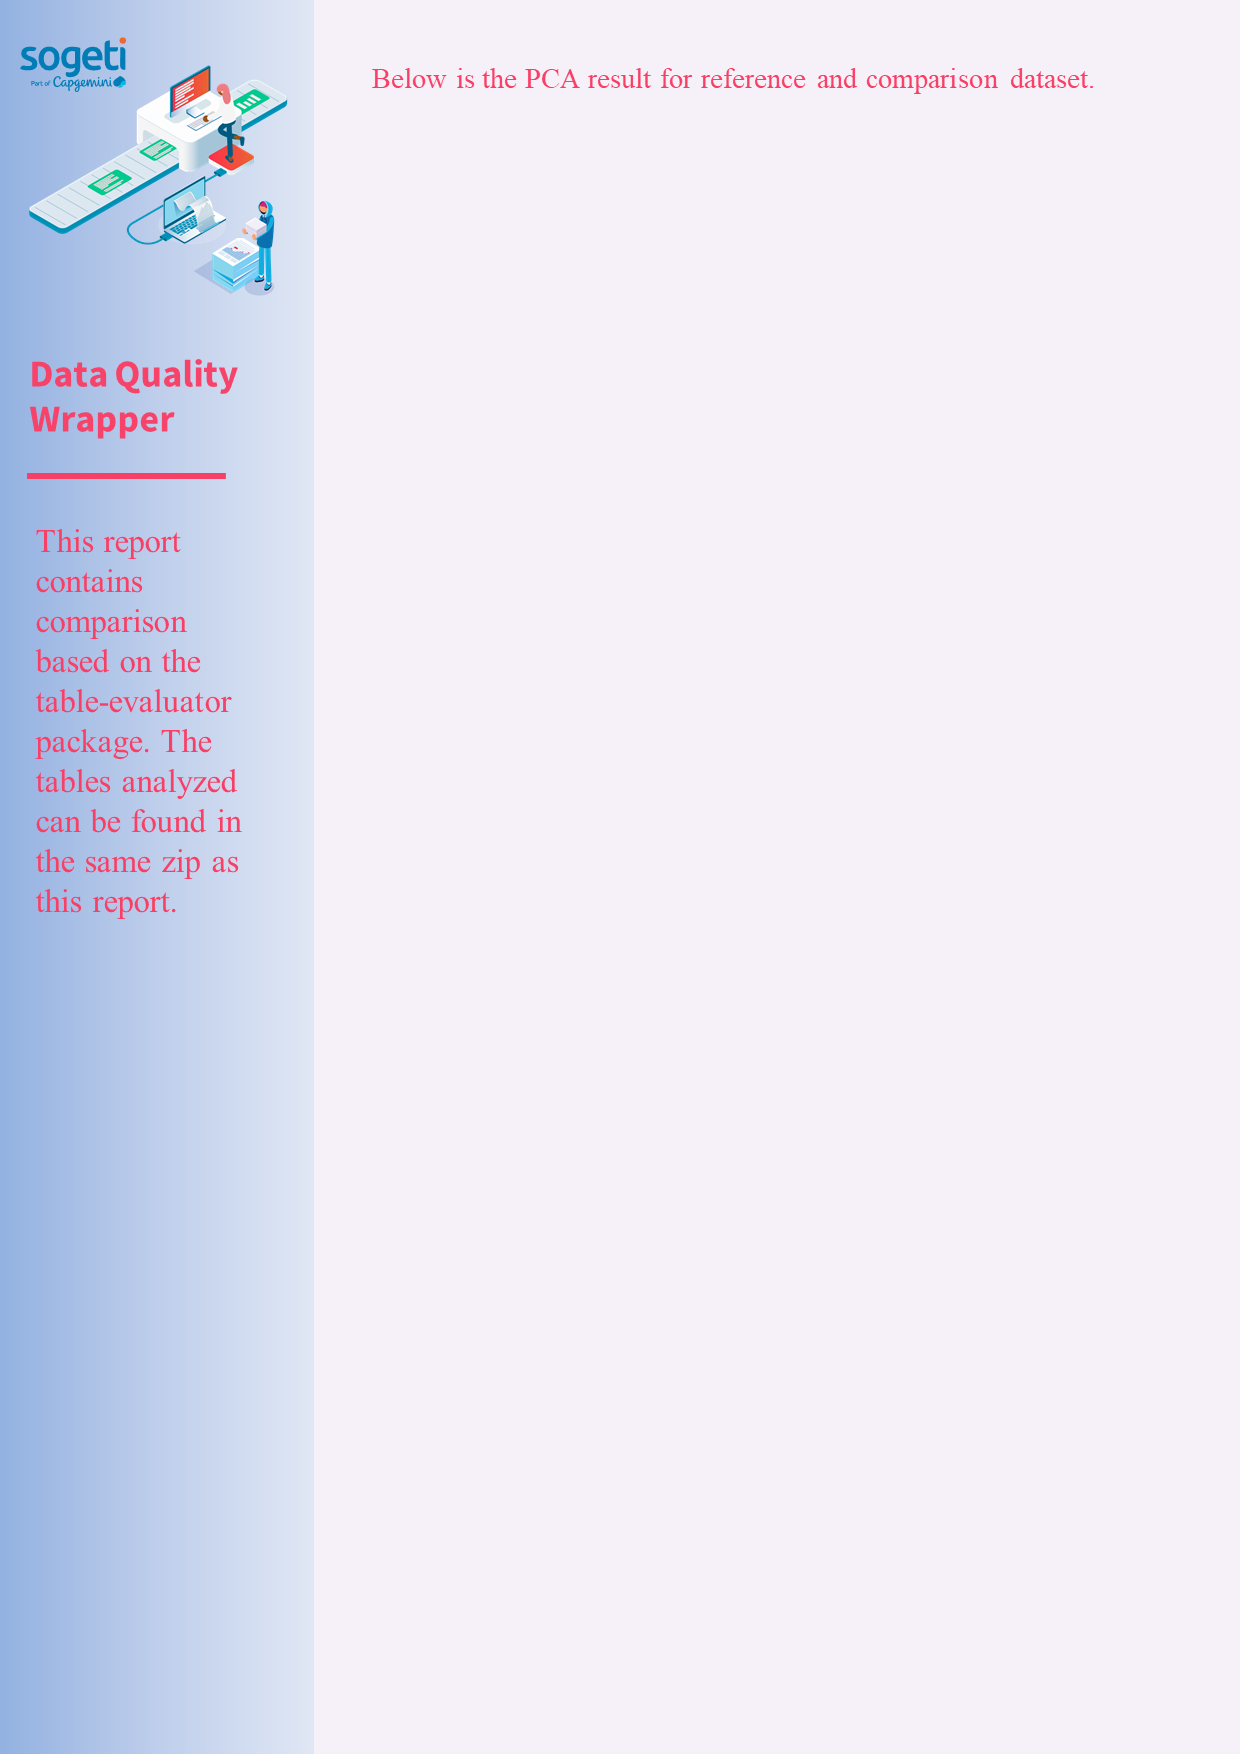 sogeti
Part of Capgemini
Data Quality
Wrapper
This report
contains
comparison
based on the
table-evaluator
package. The
tables analyzed
can be found in
the same zip as
this report.
Below is the PCA result for reference and comparison dataset.